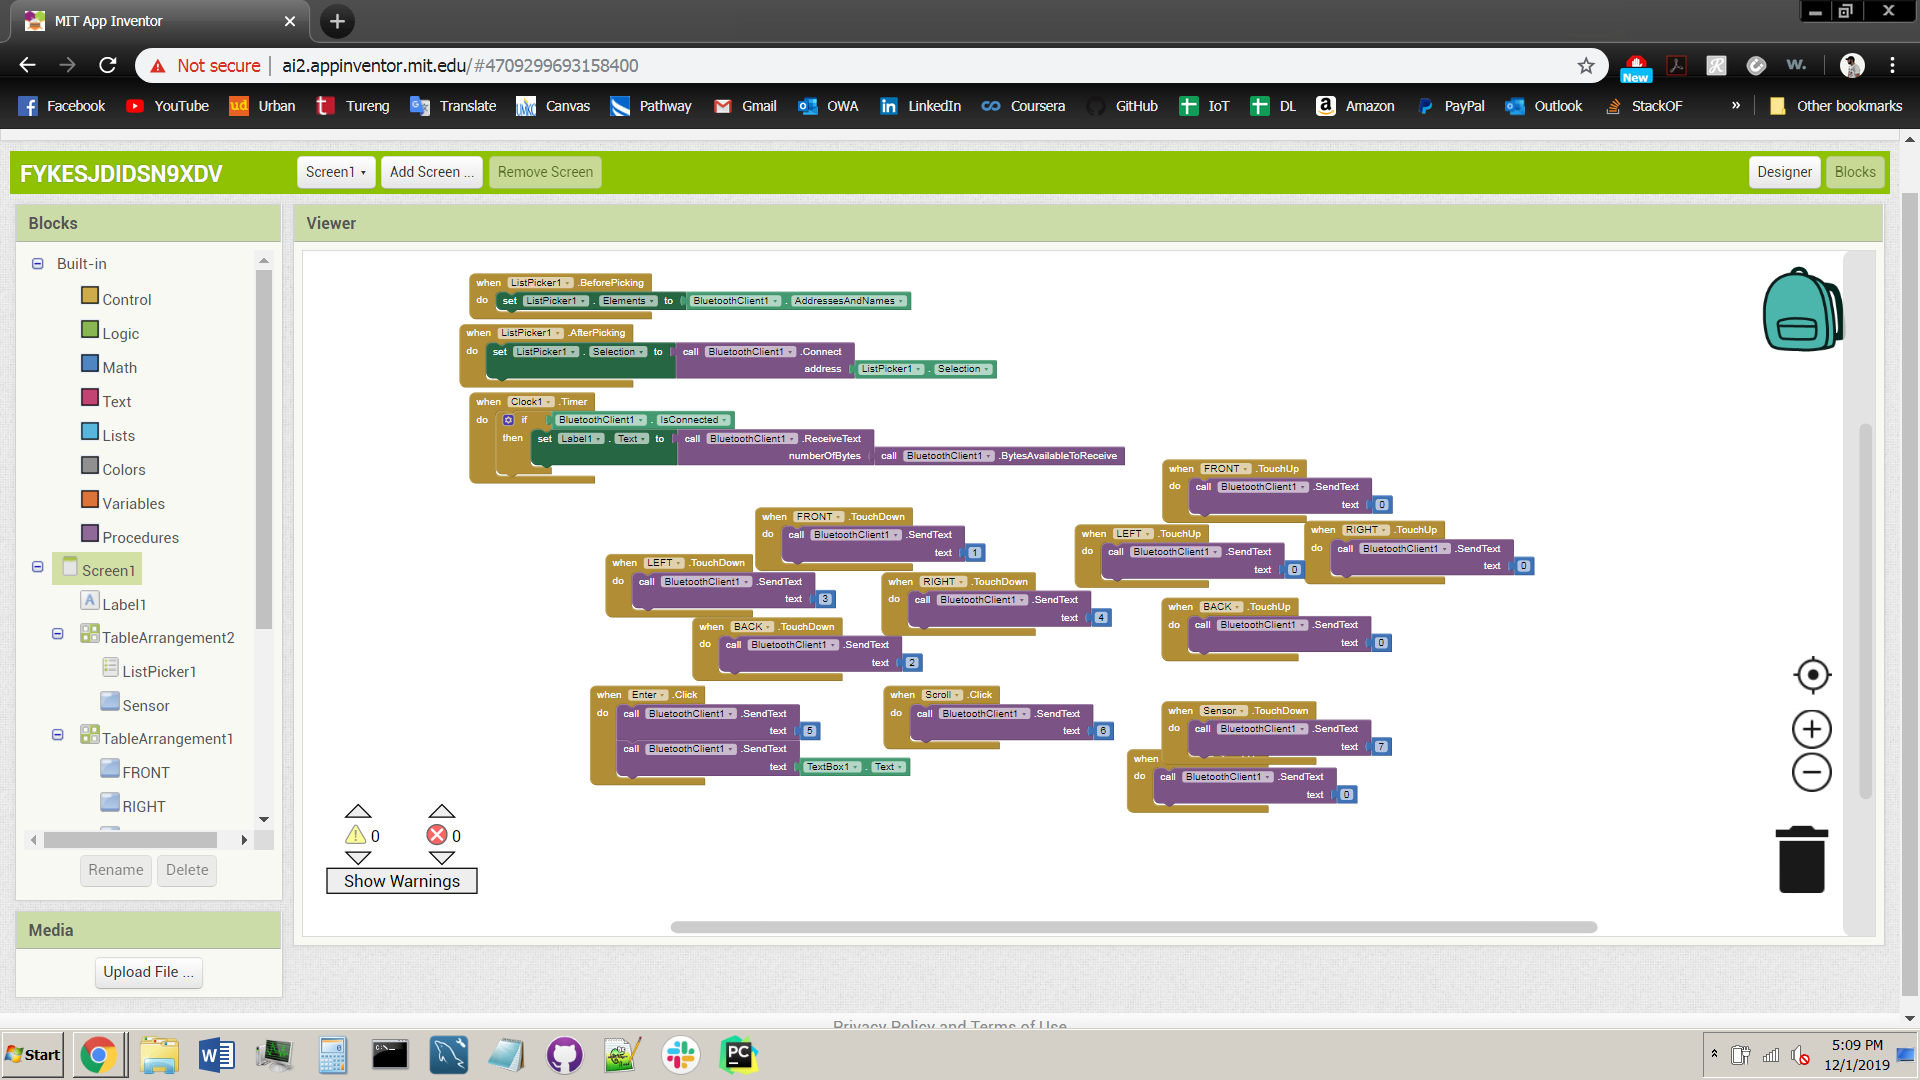 MIT App Inventor
Not secure ai2.appinventor.mit.edu/#4709299693158400
New
w.
Facebook YouTube ud Urban t Tureng Translate UMKC Canvas Pathway Gmail OWA LinkedIn Coursera GitHub IoT DL Amazon PayPal Outlook StackOF » Other bookmarks
FYKESJDIDSN9XDV Screen1 Add Screen ... Remove Screen Designer Blocks
Blocks
Viewer
Built-in
Control
Logic
Math
Text
Lists
Colors
Variables
Procedures
Screen1
Label1
TableArrangement2
ListPicker1
Sensor
TableArrangement1
FRONT
RIGHT
Rename Delete
Media
Upload File ...
when ListPicker1 .BeforePicking
do set ListPicker1 . Elements to BluetoothClient1 . AddressesAndNames
when ListPicker1 .AfterPicking
do set ListPicker1 . Selection to call BluetoothClient1 .Connect
address ListPicker1 . Selection
when Clock1 .Timer
do if BluetoothClient1 . IsConnected
then set Label1 . Text to call BluetoothClient1 .ReceiveText
numberOfBytes call BluetoothClient1 .BytesAvailableToReceive
when FRONT .TouchDown
do call BluetoothClient1 .SendText
text 1
when LEFT .TouchDown
do call BluetoothClient1 .SendText
text 3
when RIGHT .TouchDown
do call BluetoothClient1 .SendText
text 4
when BACK .TouchDown
do call BluetoothClient1 .SendText
text 2
when FRONT .TouchUp
do call BluetoothClient1 .SendText
text 0
when LEFT .TouchUp
do call BluetoothClient1 .SendText
text 0
when RIGHT .TouchUp
do call BluetoothClient1 .SendText
text 0
when BACK .TouchUp
do call BluetoothClient1 .SendText
text 0
when Enter .Click
do call BluetoothClient1 .SendText
text 5
call BluetoothClient1 .SendText
text TextBox1 . Text
when Scroll .Click
do call BluetoothClient1 .SendText
text 6
when Sensor .TouchDown
do call BluetoothClient1 .SendText
text 7
when
do call BluetoothClient1 .SendText
text 0
0 0
Show Warnings
Privacy Policy and Terms of Use
Start W PC
5:09 PM
12/1/2019